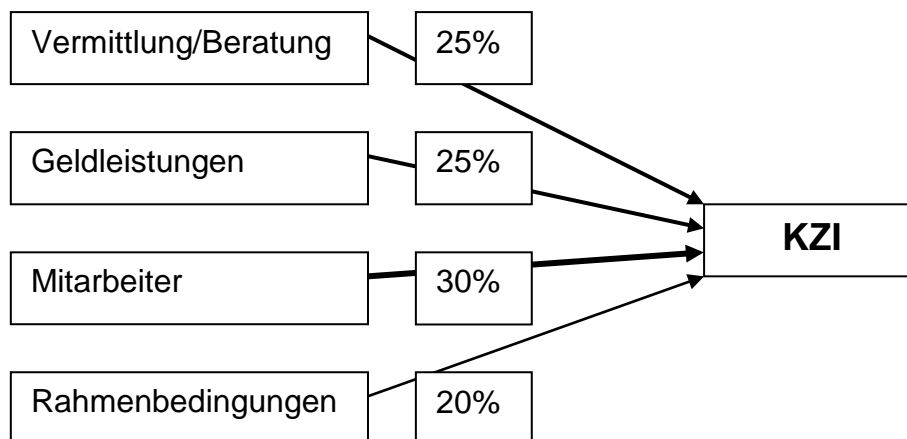 Vermittlung/Beratung
25%
Geldleistungen
25%
KZI
Mitarbeiter
30%
Rahmenbedingungen
20%